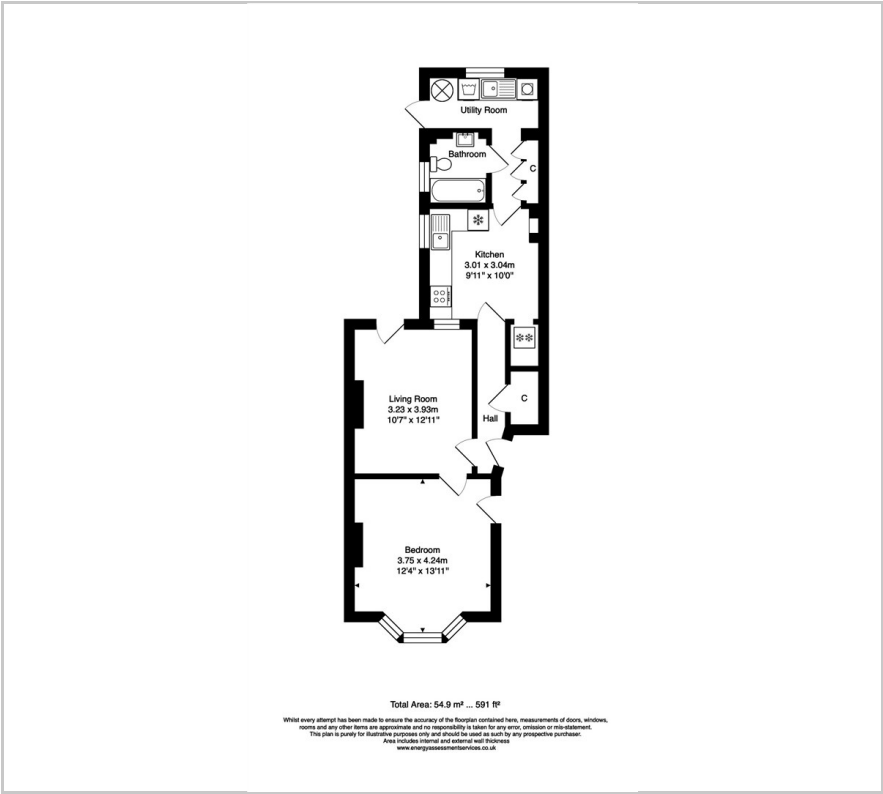 Utility Room
Bathroom
C
Kitchen
3.01 x 3.04m
9'11" x 10'0"
Living Room
3.23 x 3.93m
10'7" x 12'11"
C
Hall
Bedroom
3.75 x 4.24m
12'4" x 13'11"
Total Area: 54.9 m² ... 591 ft²
Whilst every attempt has been made to ensure the accuracy of the floorplan contained here, measurements of doors, windows,
rooms and any other items are approximate and no responsibility is taken for any error, omission or mis-statement.
This plan is purely for illustrative purposes only and should be used as such by any prospective purchaser.
Area includes internal and external wall thickness
www.energyassessmentservices.co.uk